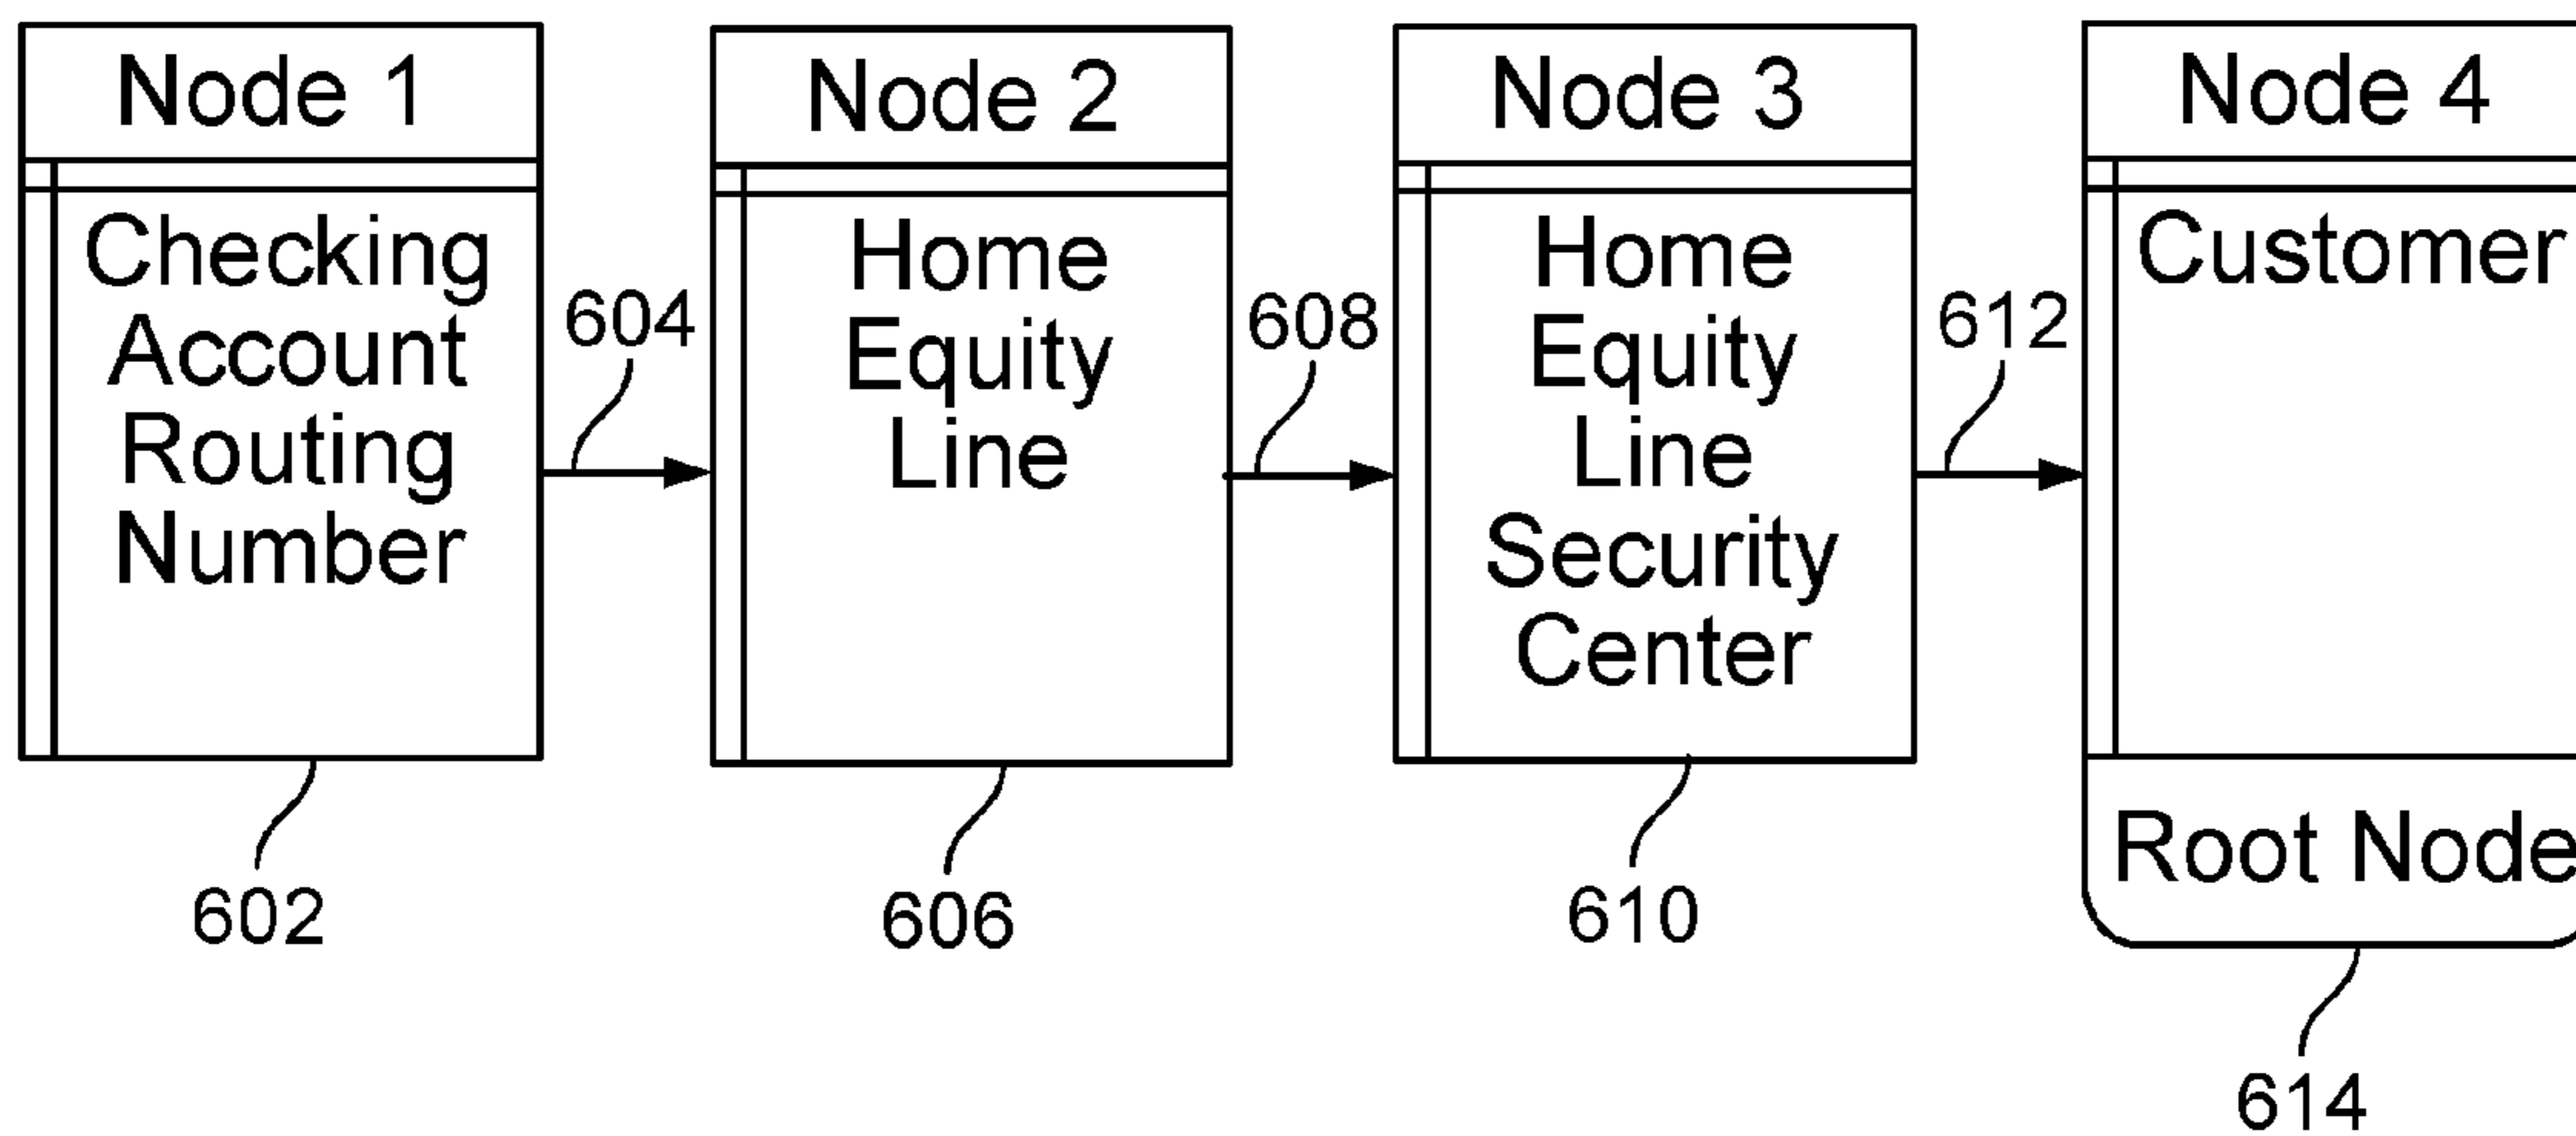 Node 1
Checking
Account
Routing
Number
602
604
Node 2
Home
Equity
Line
606
608
Node 3
Home
Equity
Line
Security
Center
610
612
Node 4
Customer
Root Node
614